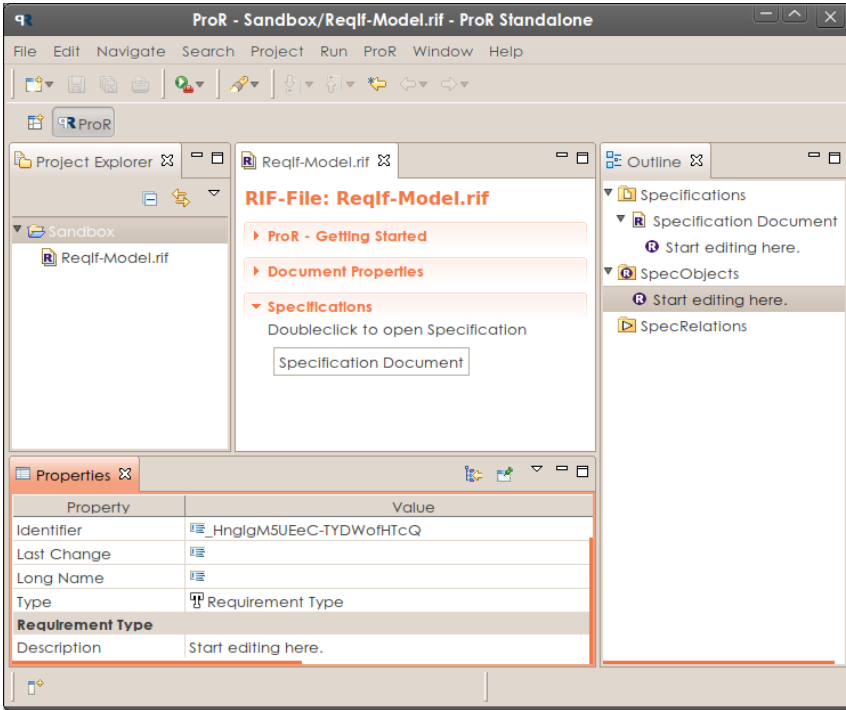 ProR - Sandbox/ReqIf-Model.rif - ProR Standalone
File Edit Navigate Search Project Run ProR Window Help
ProR
Project Explorer
Sandbox
ReqIf-Model.rif
ReqIf-Model.rif
RIF-File: ReqIf-Model.rif
ProR - Getting Started
Document Properties
Specifications
Doubleclick to open Specification
Specification Document
Outline
Specifications
Specification Document
Start editing here.
SpecObjects
Start editing here.
SpecRelations
Properties
Property Value
Identifier _HngIgM5UEeC-TYDWofHTcQ
Last Change
Long Name
Type Requirement Type
Requirement Type
Description Start editing here.